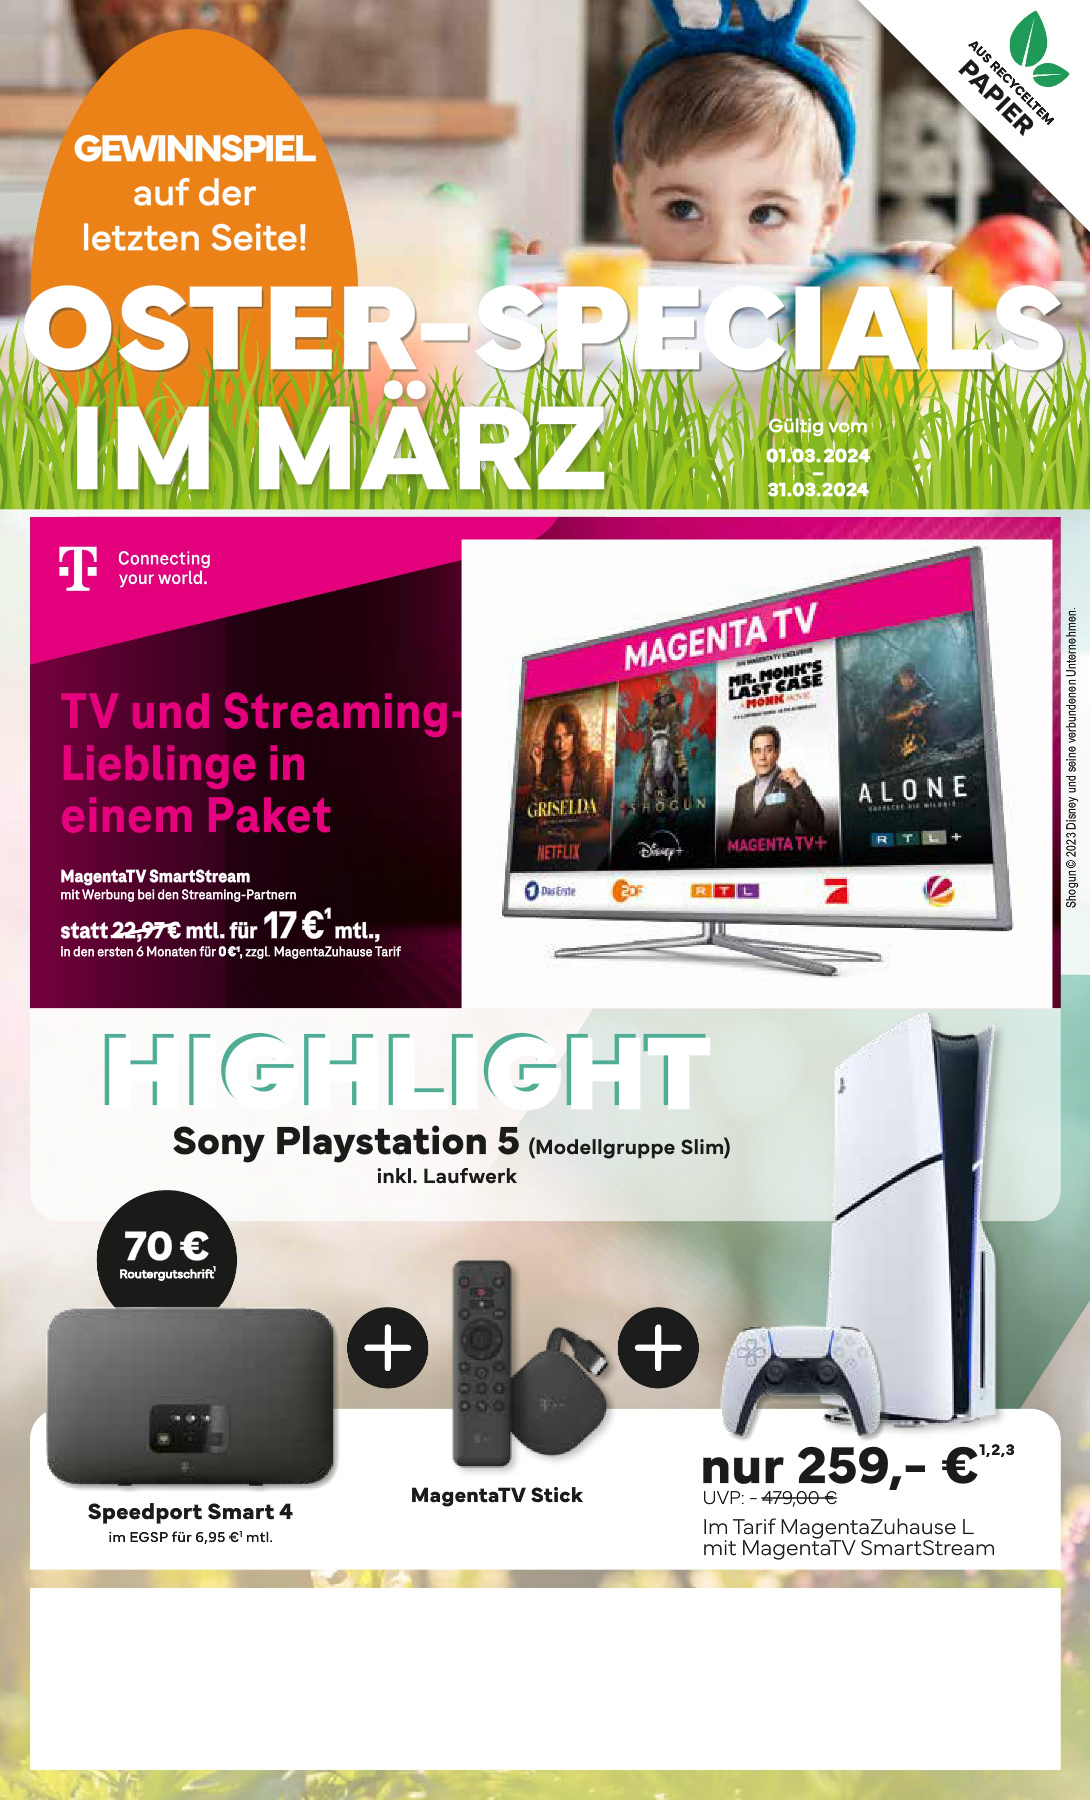 AUS RECYCELTEM
PAPIER
GEWINNSPIEL
auf der
letzten Seite!
OSTER-SPECIALS
IM MÄRZ
Gültig vom
01.03.2024
–
31.03.2024
T Connecting
your world.
TV und Streaming-
Lieblinge in
einem Paket
MagentaTV SmartStream
mit Werbung bei den Streaming-Partnern
statt 22,97€ mtl. für 17 €¹ mtl.,
in den ersten 6 Monaten für 0 €¹, zzgl. MagentaZuhause Tarif
MAGENTA TV
GRISELDA
NETFLIX
SHOGUN
Disney+
MR. MONK'S
LAST CASE
A MONK MOVIE
MAGENTA TV+
ALONE
RTL+
Das Erste
ZDF
RTL
Shogun © 2023 Disney und seine verbundenen Unternehmen.
HIGHLIGHT
Sony Playstation 5 (Modellgruppe Slim)
inkl. Laufwerk
70 €
Routergutschrift¹
Speedport Smart 4
im EGSP für 6,95 €¹ mtl.
MagentaTV Stick
nur 259,- €¹,²,³
UVP: - 479,00 €
Im Tarif MagentaZuhause L
mit MagentaTV SmartStream